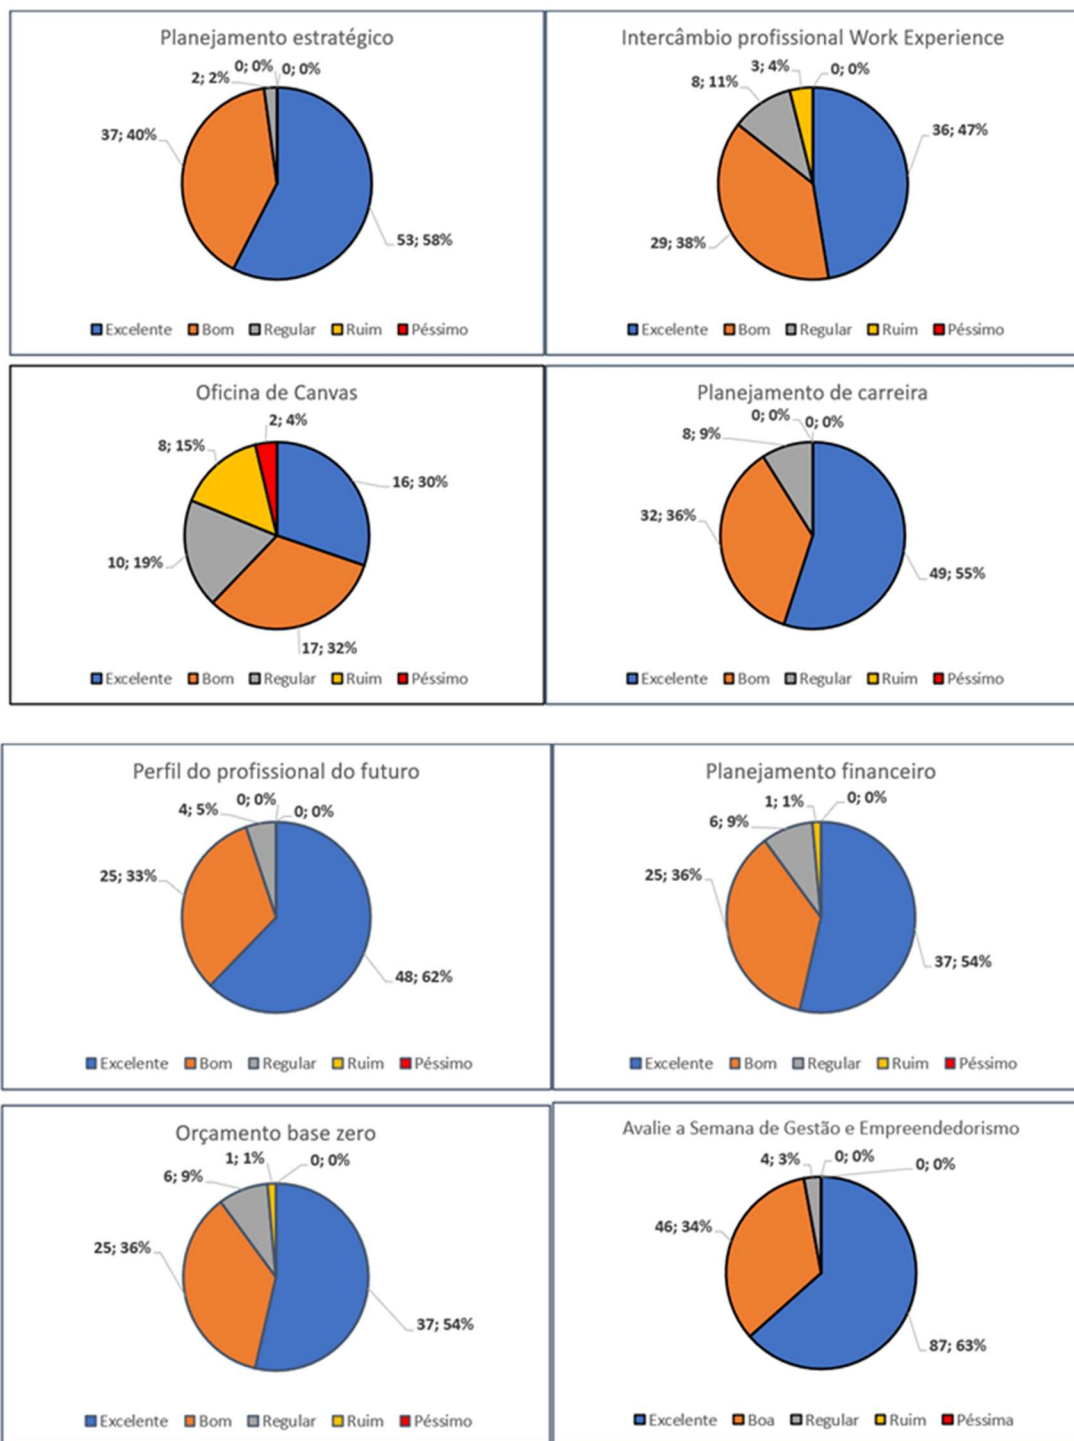 Planejamento estratégico
0; 0%
0; 0%
2; 2%
37; 40%
53; 58%
Excelente Bom Regular Ruim Péssimo
Intercâmbio profissional Work Experience
3; 4%
0; 0%
8; 11%
36; 47%
29; 38%
Excelente Bom Regular Ruim Péssimo
Oficina de Canvas
2; 4%
8; 15%
16; 30%
10; 19%
17; 32%
Excelente Bom Regular Ruim Péssimo
Planejamento de carreira
0; 0%
0; 0%
8; 9%
32; 36%
49; 55%
Excelente Bom Regular Ruim Péssimo
Perfil do profissional do futuro
0; 0%
4; 5%
0; 0%
25; 33%
48; 62%
Excelente Bom Regular Ruim Péssimo
Planejamento financeiro
1; 1%
0; 0%
6; 9%
25; 36%
37; 54%
Excelente Bom Regular Ruim Péssimo
Orçamento base zero
1; 1%
0; 0%
6; 9%
25; 36%
37; 54%
Excelente Bom Regular Ruim Péssimo
Avalie a Semana de Gestão e Empreendedorismo
4; 3%
0; 0%
0; 0%
46; 34%
87; 63%
Excelente Boa Regular Ruim Péssima